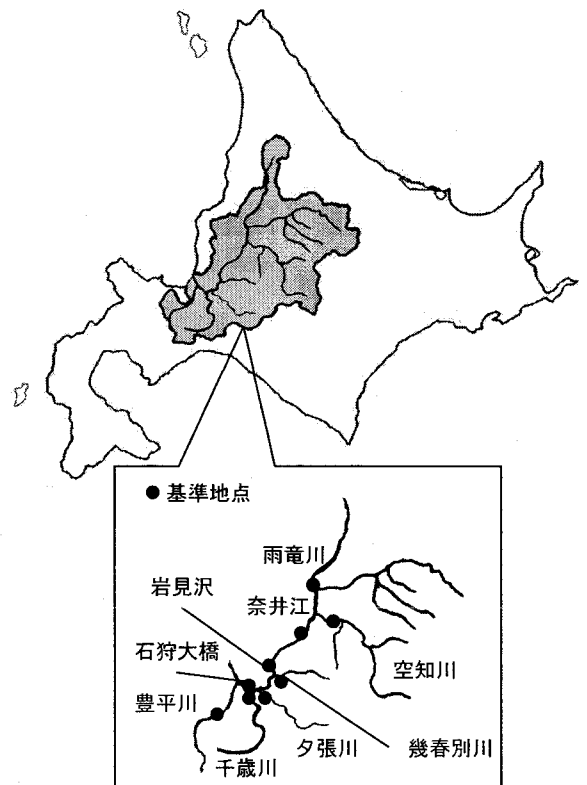 ● 基準地点
雨竜川
岩見沢
奈井江
石狩大橋
空知川
豊平川
夕張川
幾春別川
千歳川